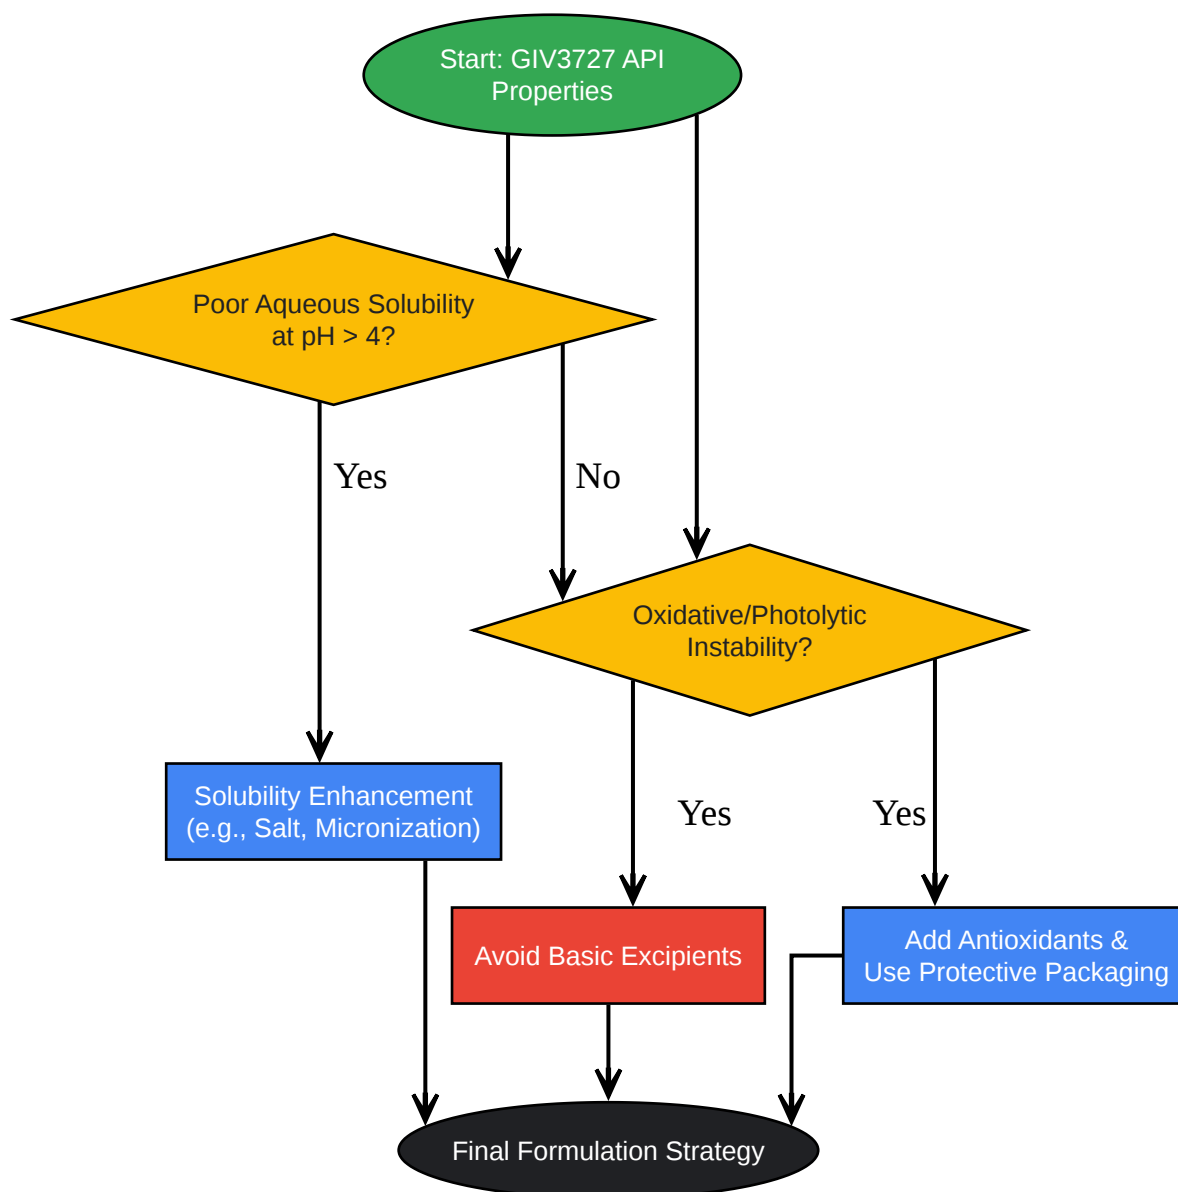 Start: GIV3727 API
Properties
Poor Aqueous Solubility
at pH > 4?
Yes
No
Oxidative/Photolytic
Instability?
Solubility Enhancement
(e.g., Salt, Micronization)
Yes
Yes
Avoid Basic Excipients
Add Antioxidants &
Use Protective Packaging
Final Formulation Strategy